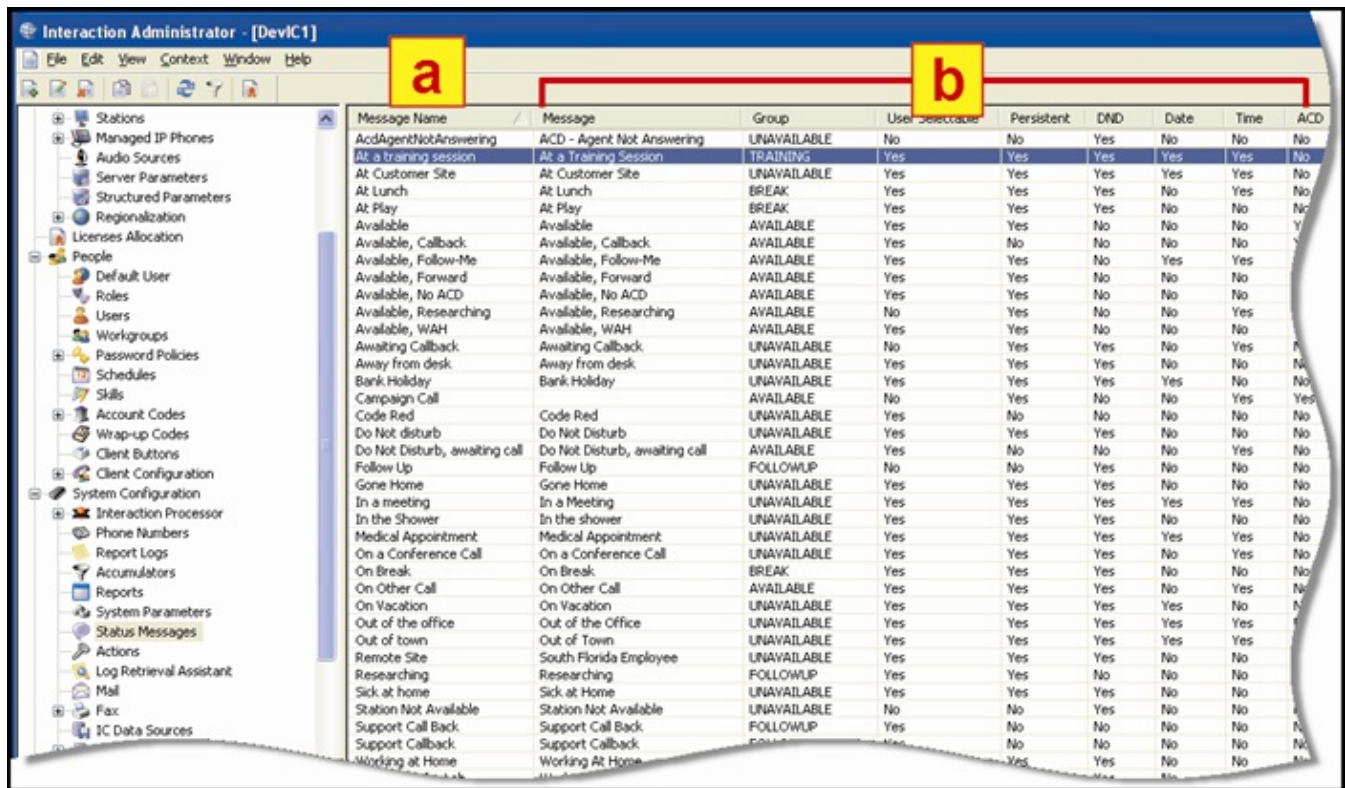 Interaction Administrator - [DevIC1]
File Edit View Context Window Help
a
b
Stations
Managed IP Phones
Audio Sources
Server Parameters
Structured Parameters
Regionalization
Licenses Allocation
People
Default User
Roles
Users
Workgroups
Password Policies
Schedules
Skills
Account Codes
Wrap-up Codes
Client Buttons
Client Configuration
System Configuration
Interaction Processor
Phone Numbers
Report Logs
Accumulators
Reports
System Parameters
Status Messages
Actions
Log Retrieval Assistant
Mail
Fax
IC Data Sources
Message Name Message Group User Selectable Persistent DND Date Time ACD
AcdAgentNotAnswering ACD - Agent Not Answering UNAVAILABLE No No Yes No No No
At a training session At a Training Session TRAINING Yes Yes Yes Yes Yes No
At Customer Site At Customer Site UNAVAILABLE Yes Yes Yes Yes Yes No
At Lunch At Lunch BREAK Yes Yes Yes No Yes No
At Play At Play BREAK Yes Yes Yes No No No
Available Available AVAILABLE Yes Yes No No No
Available, Callback Available, Callback AVAILABLE Yes No No No No
Available, Follow-Me Available, Follow-Me AVAILABLE Yes Yes No Yes Yes
Available, Forward Available, Forward AVAILABLE Yes Yes No No No
Available, No ACD Available, No ACD AVAILABLE Yes Yes No No No
Available, Researching Available, Researching AVAILABLE No Yes No No Yes
Available, WAH Available, WAH AVAILABLE Yes Yes No No No
Awaiting Callback Awaiting Callback UNAVAILABLE No Yes Yes No Yes
Away from desk Away from desk UNAVAILABLE Yes Yes Yes No No No
Bank Holiday Bank Holiday UNAVAILABLE Yes Yes Yes Yes No No
Campaign Call AVAILABLE No Yes No No Yes Yes
Code Red Code Red UNAVAILABLE Yes No No No No No
Do Not disturb Do Not Disturb UNAVAILABLE Yes Yes Yes No No No
Do Not Disturb, awaiting call Do Not Disturb, awaiting call AVAILABLE Yes No No No Yes No
Follow Up Follow Up FOLLOWUP No No Yes No No No
Gone Home Gone Home UNAVAILABLE Yes Yes Yes No No No
In a meeting In a Meeting UNAVAILABLE Yes Yes Yes Yes Yes No
In the Shower In the shower UNAVAILABLE Yes Yes Yes No No No
Medical Appointment Medical Appointment UNAVAILABLE Yes Yes Yes Yes Yes No
On a Conference Call On a Conference Call UNAVAILABLE Yes Yes Yes No Yes No
On Break On Break BREAK Yes Yes Yes No No No
On Other Call On Other Call AVAILABLE Yes Yes No No Yes
On Vacation On Vacation UNAVAILABLE Yes Yes Yes Yes No
Out of the office Out of the Office UNAVAILABLE Yes Yes Yes Yes Yes
Out of town Out of Town UNAVAILABLE Yes Yes Yes Yes Yes
Remote Site South Florida Employee UNAVAILABLE Yes Yes Yes No No
Researching Researching FOLLOWUP Yes Yes No No No
Sick at home Sick at Home UNAVAILABLE Yes Yes Yes No No
Station Not Available Station Not Available UNAVAILABLE No No Yes No No
Support Call Back Support Call Back FOLLOWUP Yes No No No No
Support Callback Support Callback No No No No
Working at Home Working At Home Yes Yes No No